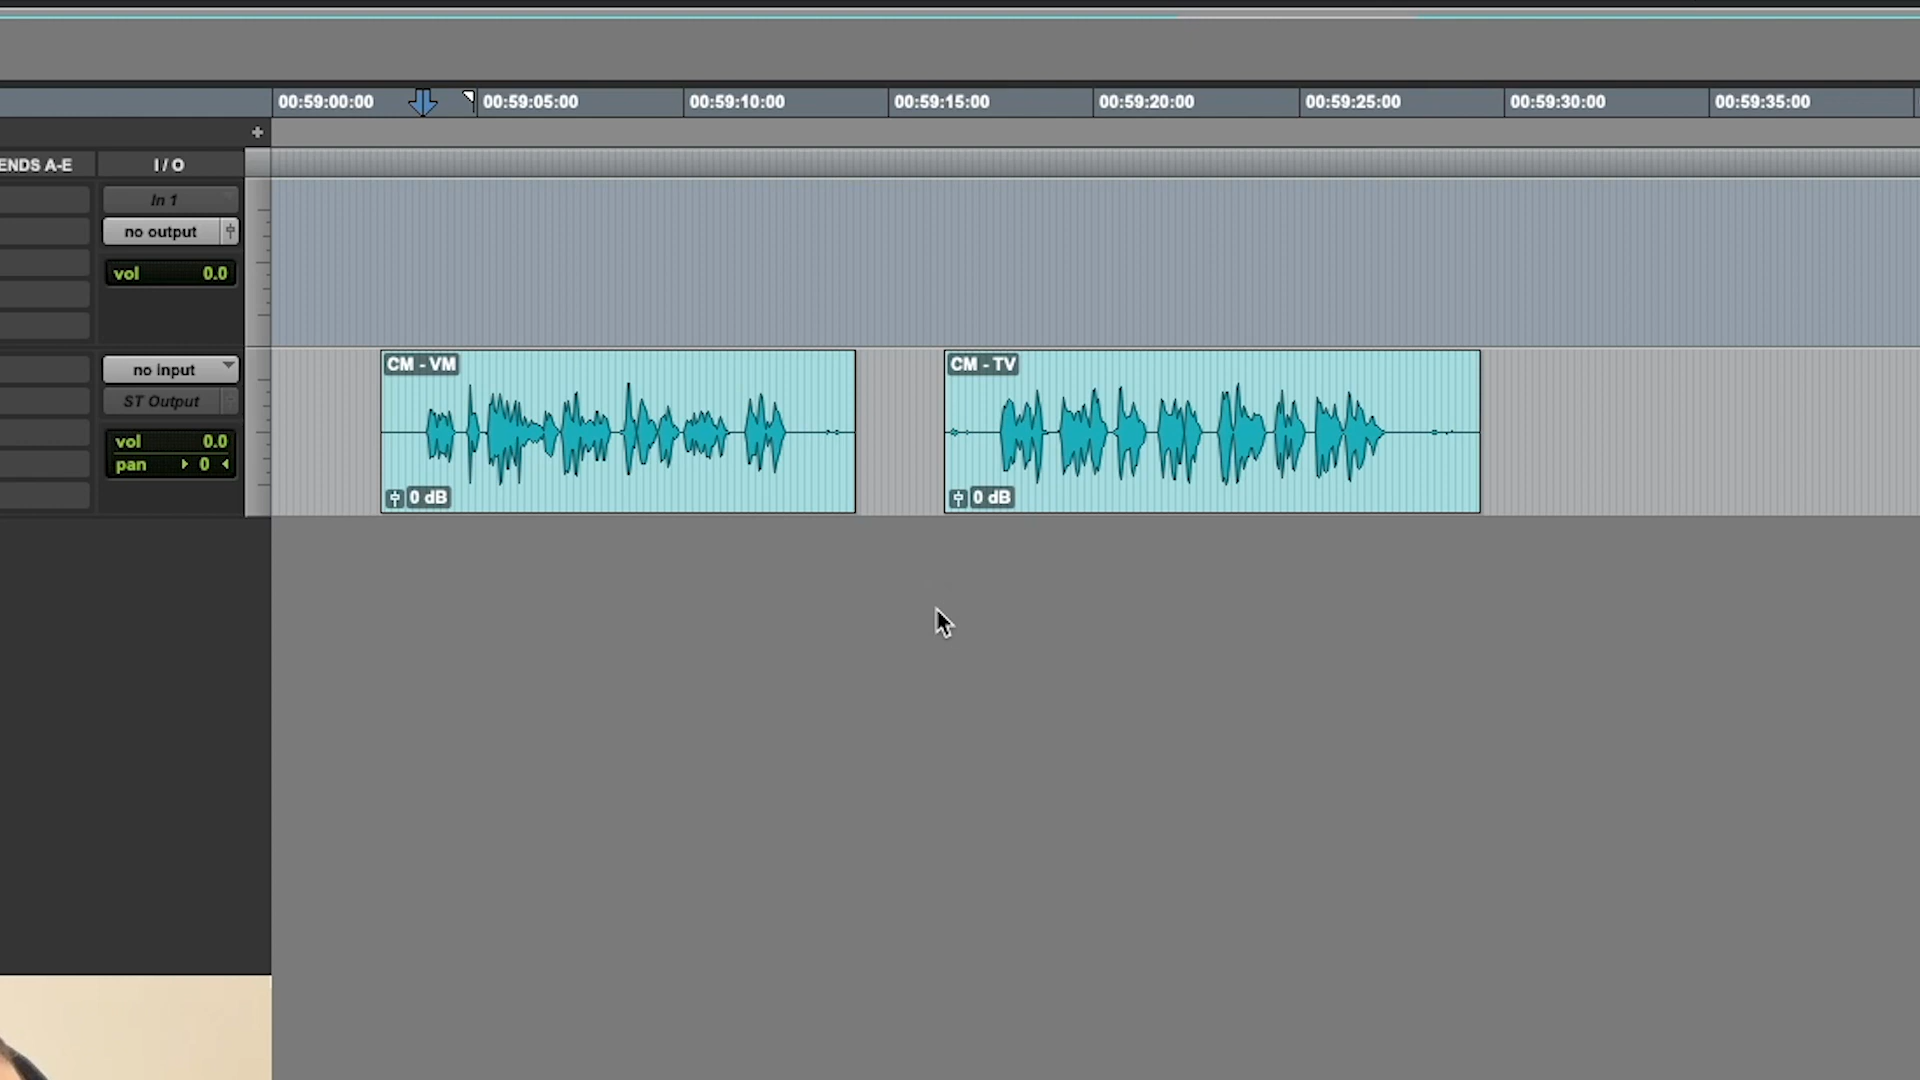 00:59:00:00 00:59:05:00 00:59:10:00 00:59:15:00 00:59:20:00 00:59:25:00 00:59:30:00 00:59:35:00
ENDS A-E I / O
In 1
no output
vol 0.0
no input
ST Output
vol 0.0
pan 0
CM - VM
0 dB
CM - TV
0 dB